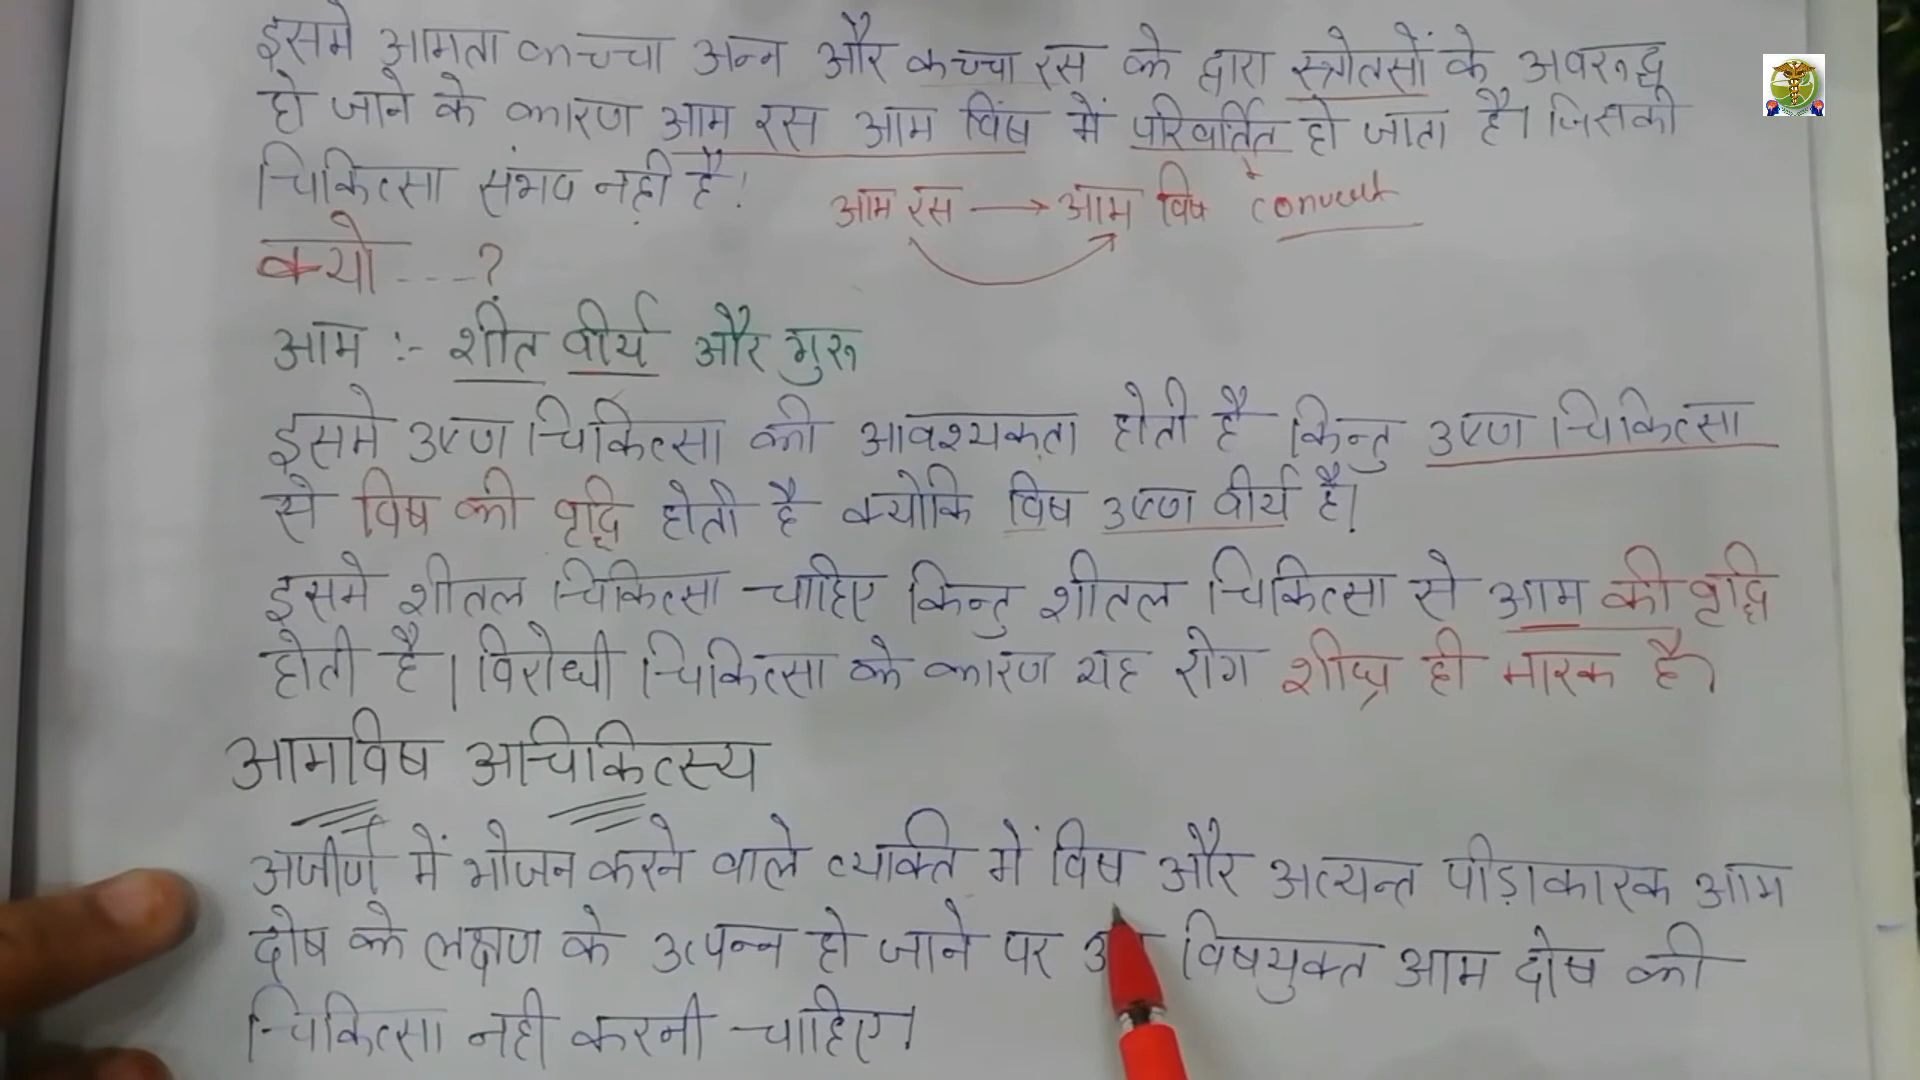 इसमे आमता कच्चा अन्न और कच्चा रस के द्वारा स्त्रोतसों के अवरुद्ध
हो जाने के कारण आम रस आम विष में परिवर्तित हो जाता है। जिसकी
चिकित्सा संभव नही है!
आम रस → आम विष convert
क्यो ---- ?
आम :- शीत वीर्य और गुरु
इसमे उष्ण चिकित्सा की आवश्यकता होती है किन्तु उष्ण चिकित्सा
से विष की वृद्धि होती है क्योकि विष उष्ण वीर्य है।
इसमे शीतल चिकित्सा चाहिए किन्तु शीतल चिकित्सा से आम की वृद्धि
होती है। विरोधी चिकित्सा के कारण यह रोग शीघ्र ही मारक है।
आमविष अचिकित्स्य
अजीर्ण में भोजन करने वाले व्यक्ति में विष और अत्यन्त पीड़ाकारक आम
दोष के लक्षण के उत्पन्न हो जाने पर विषयुक्त आम दोष की
चिकित्सा नही करनी चाहिए।